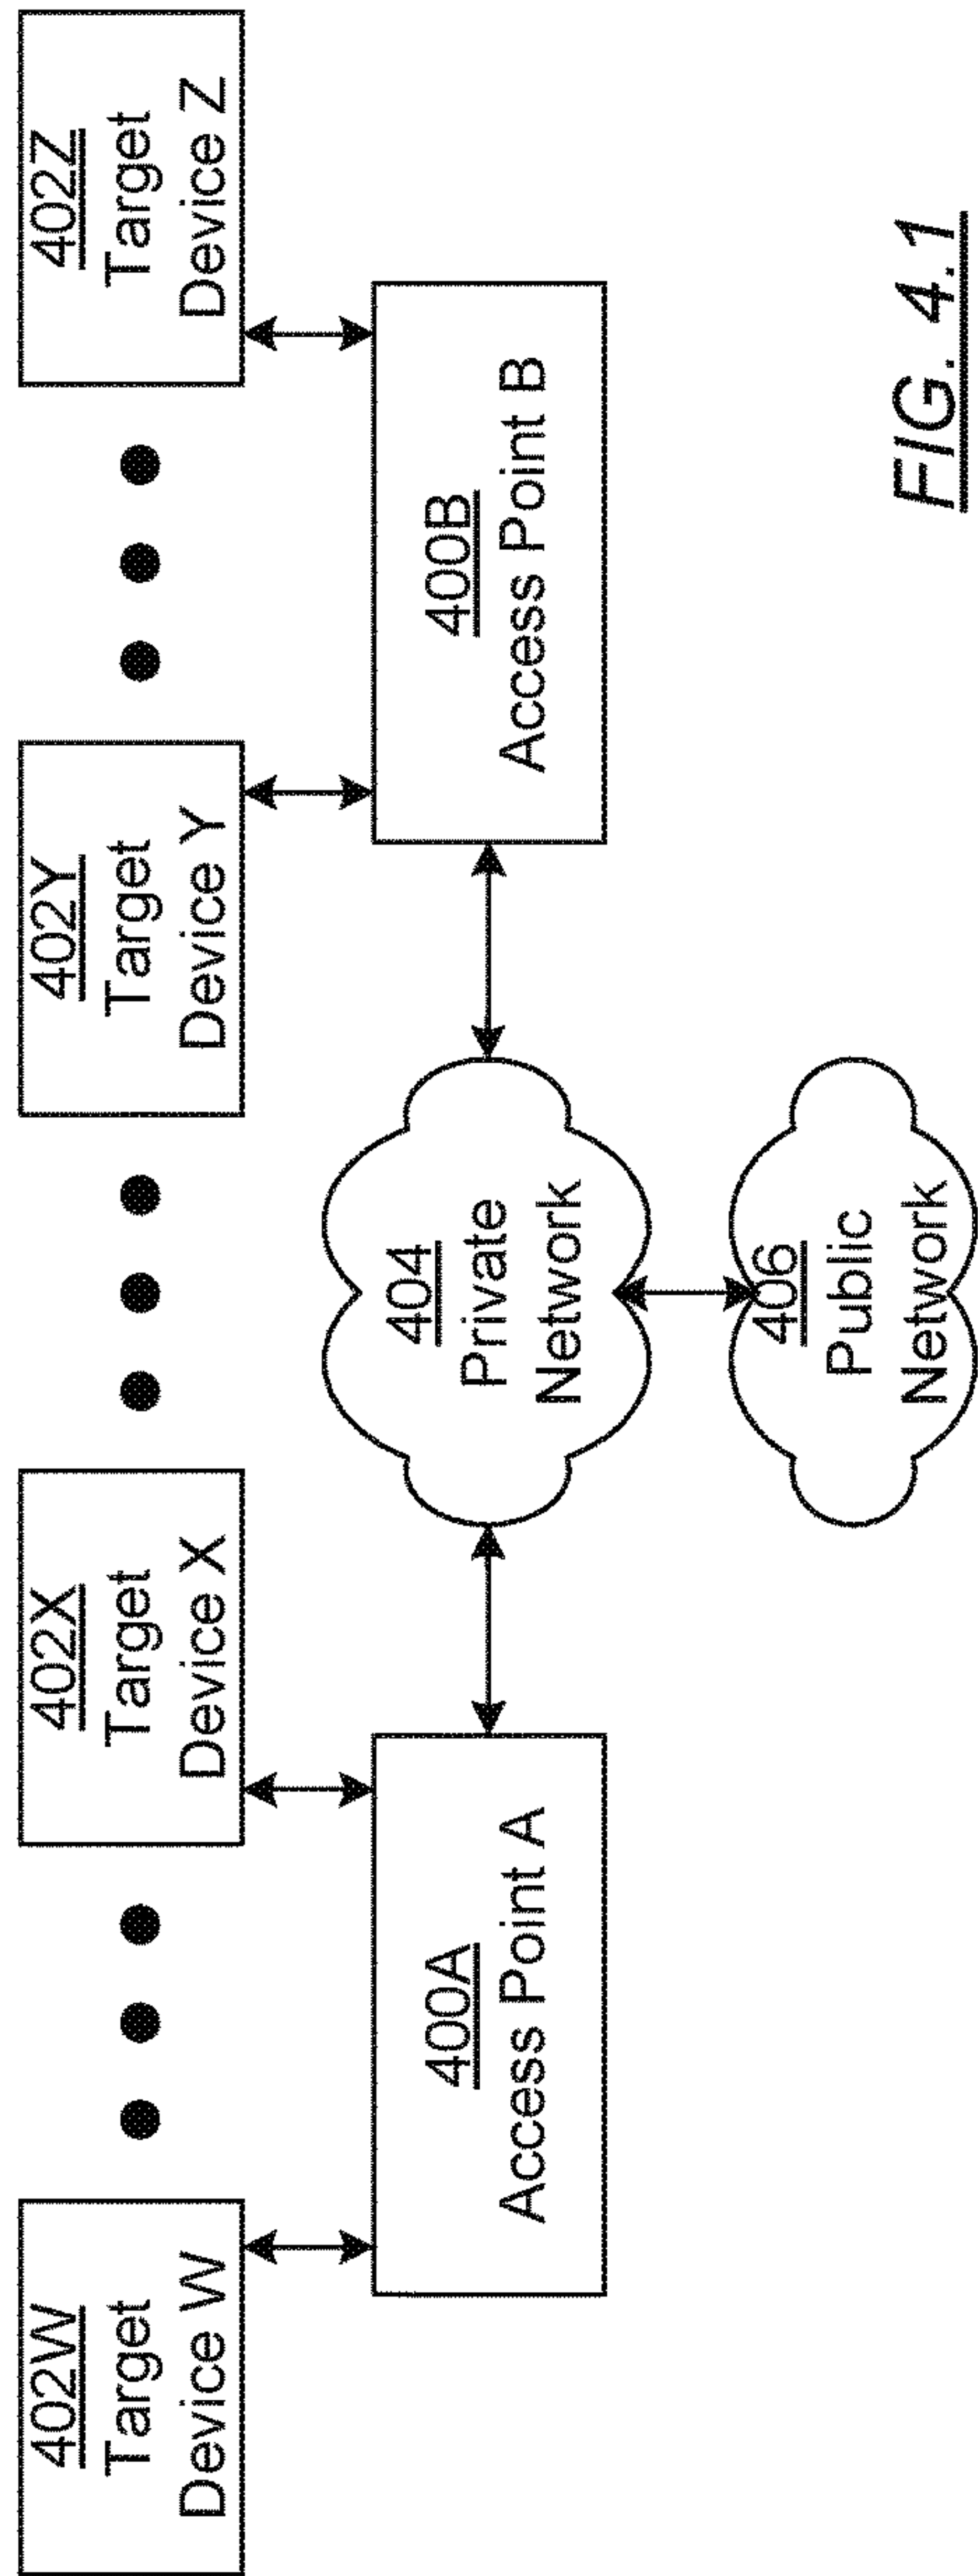 402W
Target
Device W
402X
Target
Device X
402Y
Target
Device Y
402Z
Target
Device Z
400A
Access Point A
404
Private
Network
400B
Access Point B
406
Public
Network
FIG. 4.1